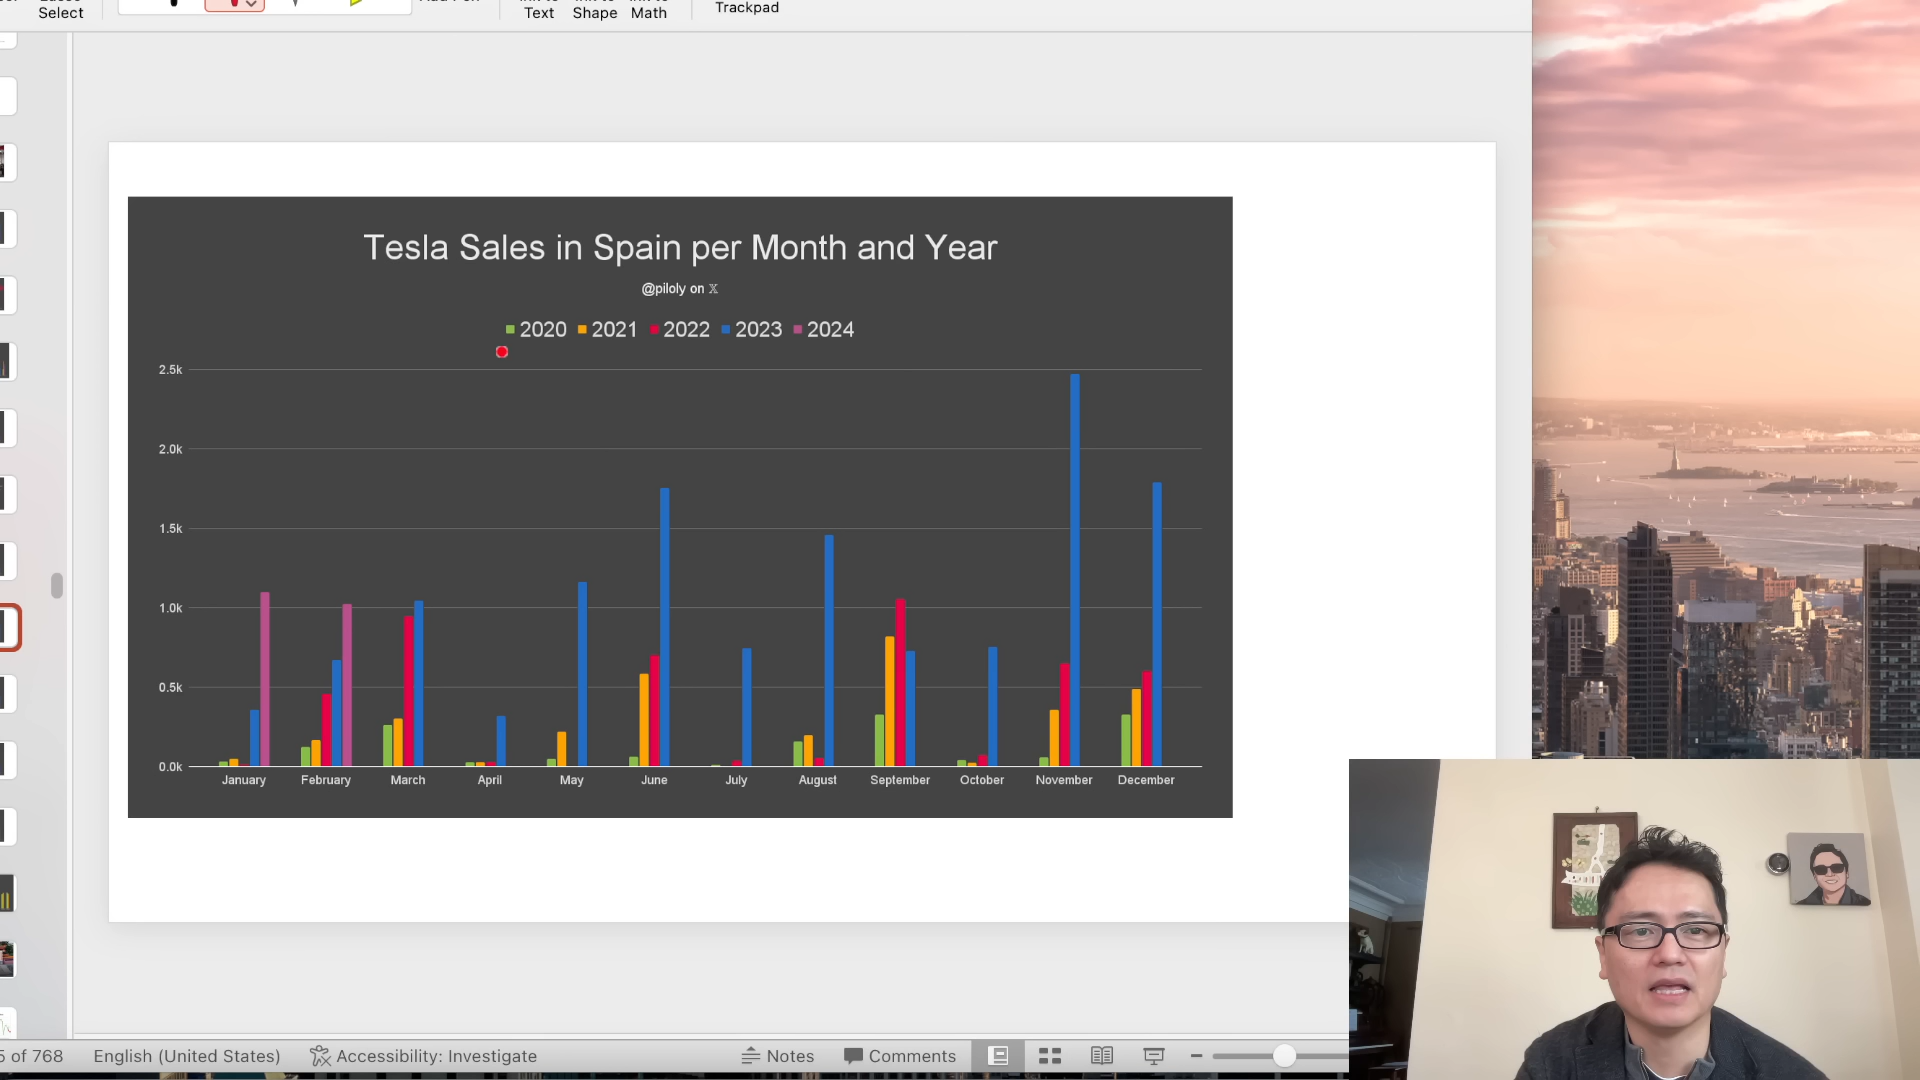 Select
Text
Shape
Math
Trackpad
Tesla Sales in Spain per Month and Year
@piloly on 𝕏
2020 2021 2022 2023 2024
2.5k
2.0k
1.5k
1.0k
0.5k
0.0k
January February March April May June July August September October November December
of 768 English (United States) Accessibility: Investigate Notes Comments